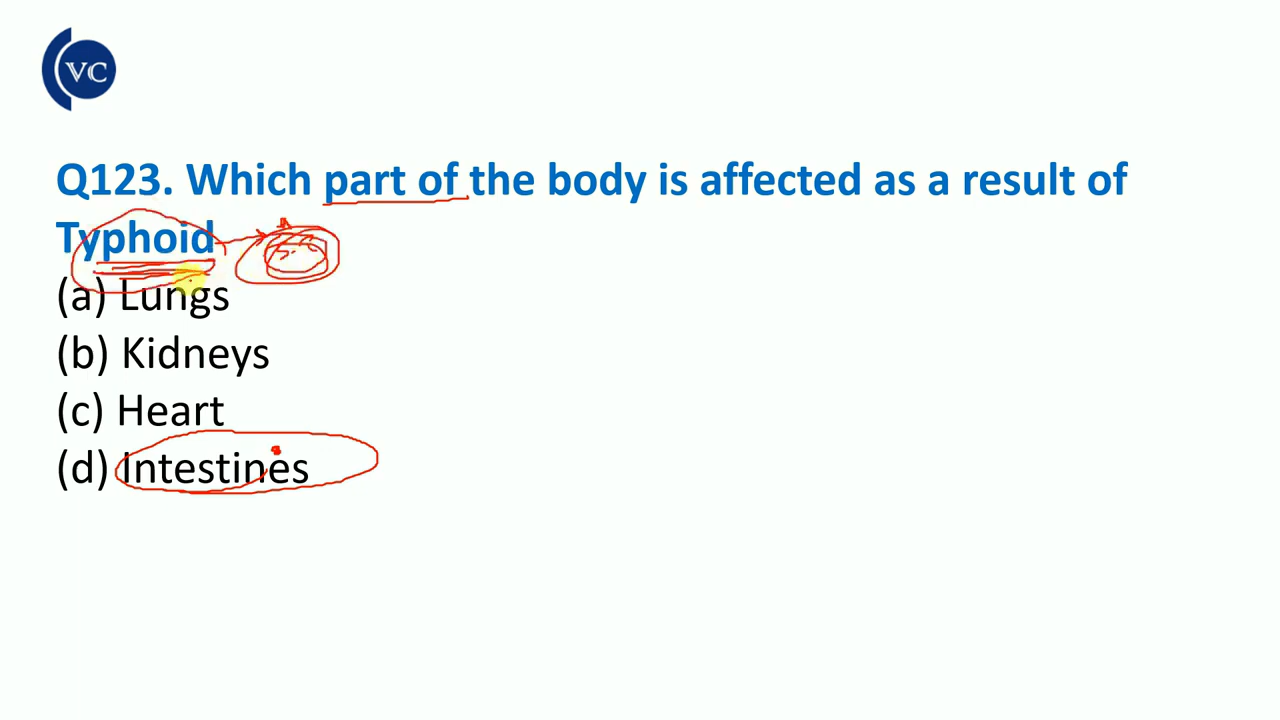 VC
Q123. Which part of the body is affected as a result of
Typhoid
(a) Lungs
(b) Kidneys
(c) Heart
(d) Intestines